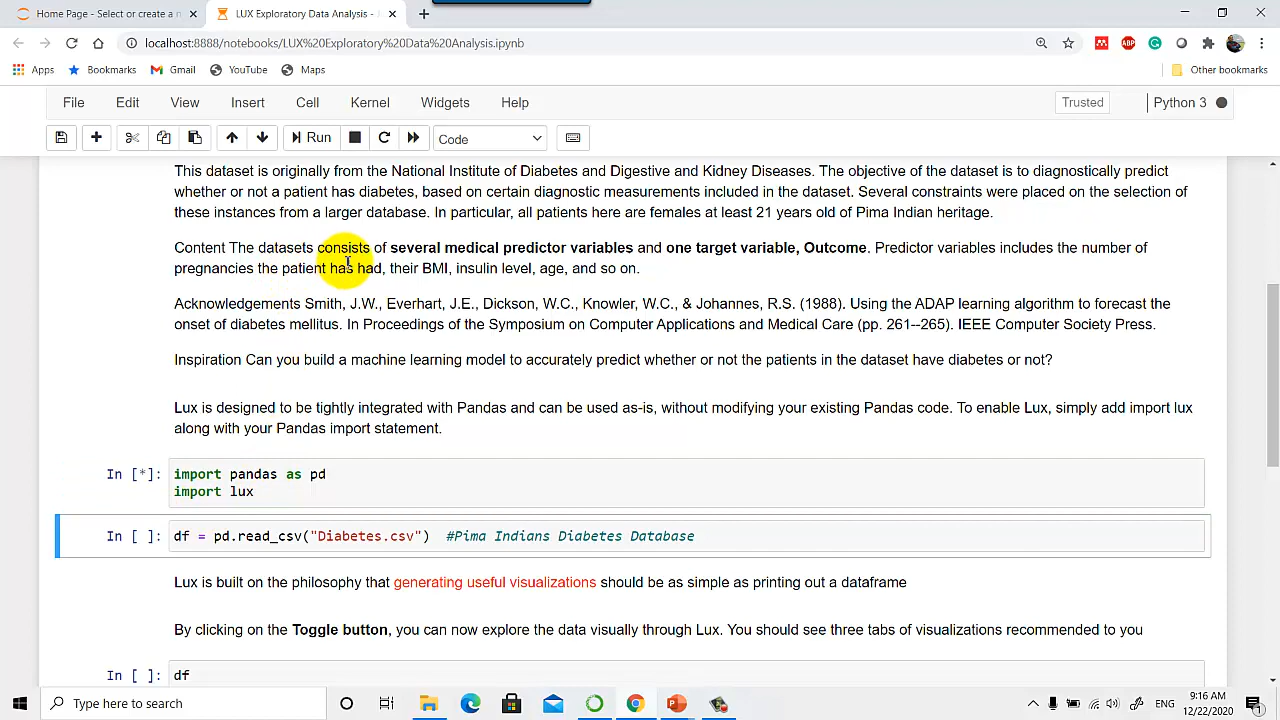 Home Page - Select or create a n
LUX Exploratory Data Analysis -
localhost:8888/notebooks/LUX%20Exploratory%20Data%20Analysis.ipynb
ABP
Apps
Bookmarks
Gmail
YouTube
Maps
Other bookmarks
File
Edit
View
Insert
Cell
Kernel
Widgets
Help
Trusted
Python 3
Run
Code
This dataset is originally from the National Institute of Diabetes and Digestive and Kidney Diseases. The objective of the dataset is to diagnostically predict
whether or not a patient has diabetes, based on certain diagnostic measurements included in the dataset. Several constraints were placed on the selection of
these instances from a larger database. In particular, all patients here are females at least 21 years old of Pima Indian heritage.
Content The datasets consists of several medical predictor variables and one target variable, Outcome. Predictor variables includes the number of
pregnancies the patient has had, their BMI, insulin level, age, and so on.
Acknowledgements Smith, J.W., Everhart, J.E., Dickson, W.C., Knowler, W.C., & Johannes, R.S. (1988). Using the ADAP learning algorithm to forecast the
onset of diabetes mellitus. In Proceedings of the Symposium on Computer Applications and Medical Care (pp. 261--265). IEEE Computer Society Press.
Inspiration Can you build a machine learning model to accurately predict whether or not the patients in the dataset have diabetes or not?
Lux is designed to be tightly integrated with Pandas and can be used as-is, without modifying your existing Pandas code. To enable Lux, simply add import lux
along with your Pandas import statement.
In [*]: import pandas as pd
import lux
In [ ]: df = pd.read_csv("Diabetes.csv") #Pima Indians Diabetes Database
Lux is built on the philosophy that generating useful visualizations should be as simple as printing out a dataframe
By clicking on the Toggle button, you can now explore the data visually through Lux. You should see three tabs of visualizations recommended to you
In [ ]: df
Type here to search
ENG
9:16 AM
12/22/2020
1